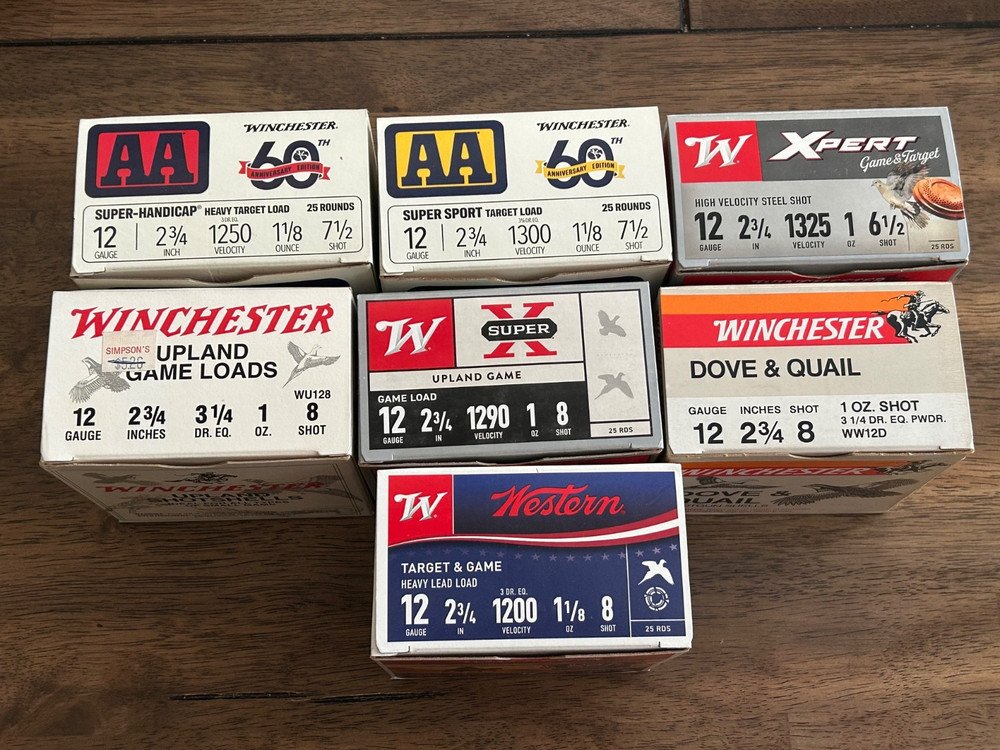 AA
WINCHESTER®
60TH
ANNIVERSARY EDITION
SUPER-HANDICAP® HEAVY TARGET LOAD 25 ROUNDS
3 DR. EQ.
12 2¾ 1250 1⅛ 7½
GAUGE INCH VELOCITY OUNCE SHOT
AA
WINCHESTER®
60TH
ANNIVERSARY EDITION
SUPER SPORT TARGET LOAD 25 ROUNDS
12 2¾ 1300 1⅛ 7½
GAUGE INCH VELOCITY OUNCE SHOT
W
XPERT
Game & Target
HIGH VELOCITY STEEL SHOT
12 2¾ 1325 1 6½
GAUGE IN VELOCITY OZ SHOT
25 RDS
WINCHESTER
SIMPSON'S
UPLAND
GAME LOADS
WU128
12 2¾ 3¼ 1 8
GAUGE INCHES DR. EQ. OZ. SHOT
WINCHESTER
UPLAND
W
SUPER X
UPLAND GAME
GAME LOAD
12 2¾ 1290 1 8
GAUGE IN VELOCITY OZ SHOT
25 RDS
WINCHESTER
DOVE & QUAIL
GAUGE INCHES SHOT
12 2¾ 8
1 OZ. SHOT
3 1/4 DR. EQ. PWDR.
WW12D
WINCHESTER
DOVE &
QUAIL
W
Western®
TARGET & GAME
HEAVY LEAD LOAD
3 DR. EQ.
12 2¾ 1200 1⅛ 8
GAUGE IN VELOCITY OZ SHOT
25 RDS